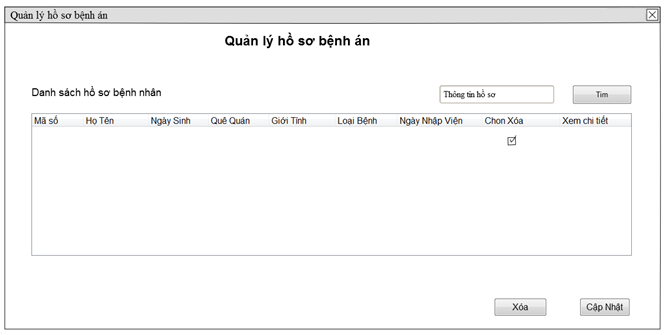 Quản lý hồ sơ bệnh án
Quản lý hồ sơ bệnh án
Danh sách hồ sơ bệnh nhân Thông tin hồ sơ Tìm
Mã số Họ Tên Ngày Sinh Quê Quán Giới Tính Loại Bệnh Ngày Nhập Viện Chon Xóa Xem chi tiết
Xóa Cập Nhật